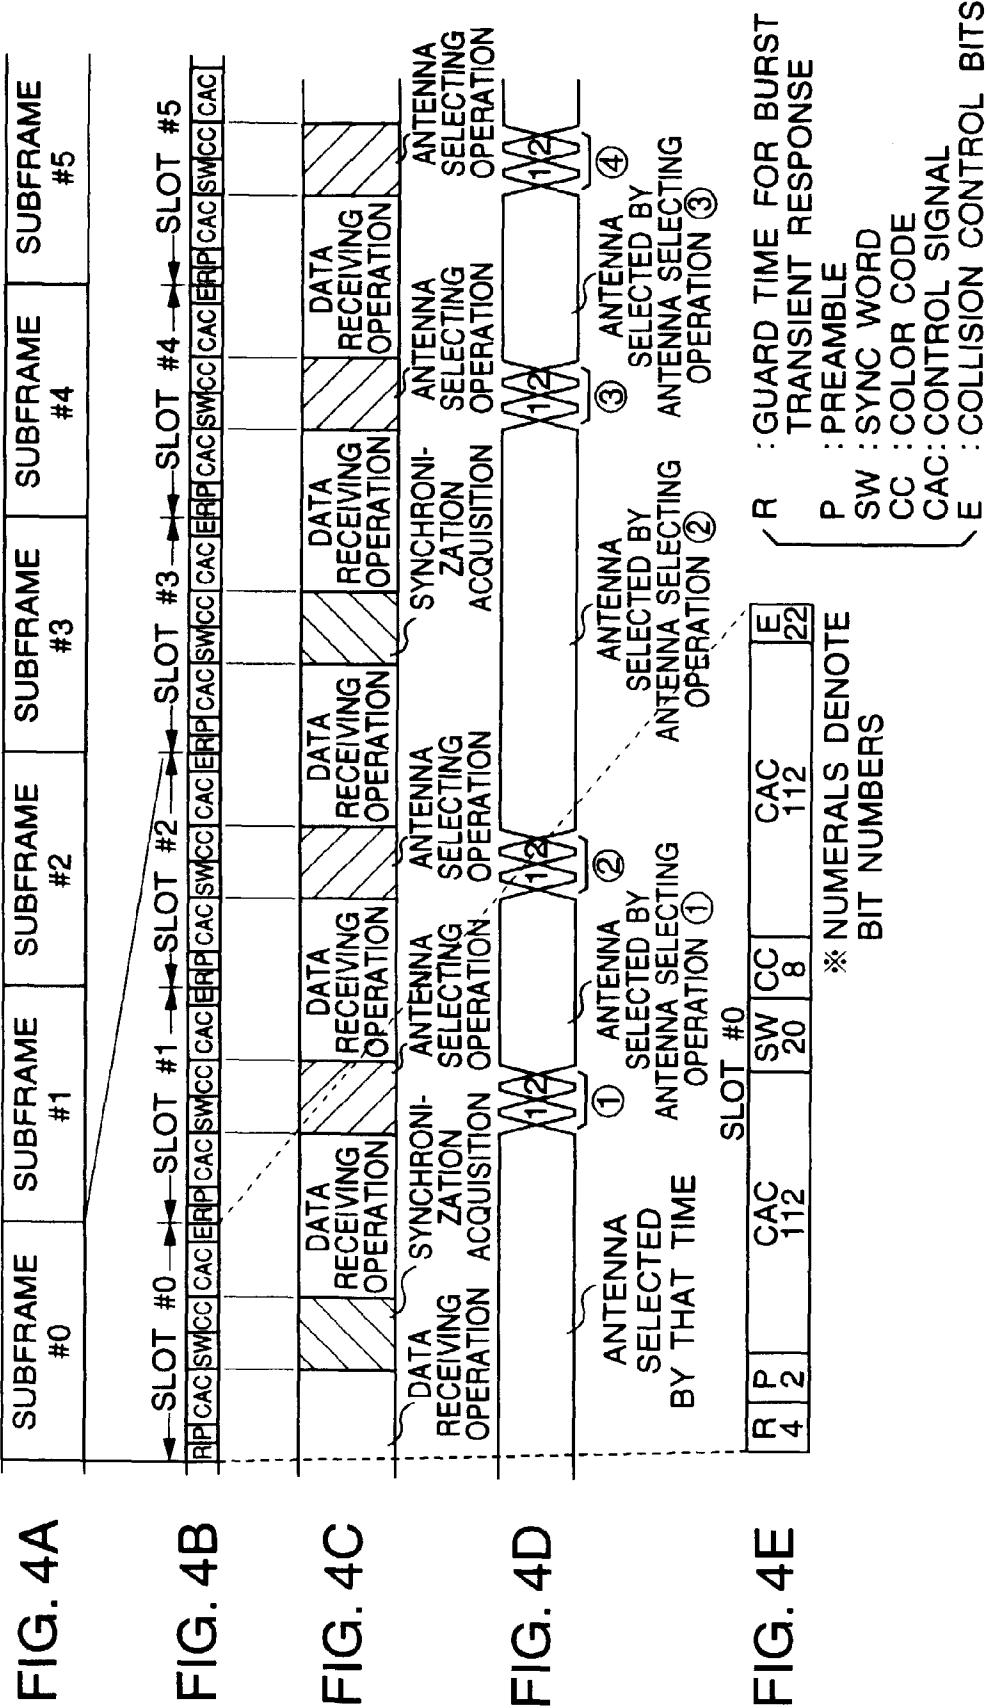 FIG. 4A
SUBFRAME #0
SUBFRAME #1
SUBFRAME #2
SUBFRAME #3
SUBFRAME #4
SUBFRAME #5
FIG. 4B
SLOT #0
SLOT #1
SLOT #2
SLOT #3
SLOT #4
SLOT #5
R P CAC SW CC CAC E R P CAC SW CC CAC E R P CAC SW CC CAC E R P CAC SW CC CAC E R P CAC SW CC CAC E R P CAC SW CC CAC
FIG. 4C
DATA
RECEIVING
OPERATION
DATA
RECEIVING
OPERATION
DATA
RECEIVING
OPERATION
DATA
RECEIVING
OPERATION
DATA
RECEIVING
OPERATION
DATA
RECEIVING
OPERATION
SYNCHRONI-
ZATION
ACQUISITION
ANTENNA
SELECTING
OPERATION
ANTENNA
SELECTING
OPERATION
SYNCHRONI-
ZATION
ACQUISITION
ANTENNA
SELECTING
OPERATION
ANTENNA
SELECTING
OPERATION
FIG. 4D
1 2
1 2
1 2
1 2
①
②
③
④
ANTENNA
SELECTED
BY THAT TIME
ANTENNA
SELECTED BY
ANTENNA SELECTING
OPERATION ①
ANTENNA
SELECTED BY
ANTENNA SELECTING
OPERATION ②
ANTENNA
SELECTED BY
ANTENNA SELECTING
OPERATION ③
FIG. 4E
SLOT #0
R P CAC SW CC CAC E
4 2 112 20 8 112 22
※ NUMERALS DENOTE
BIT NUMBERS
R : GUARD TIME FOR BURST
TRANSIENT RESPONSE
P : PREAMBLE
SW : SYNC WORD
CC : COLOR CODE
CAC : CONTROL SIGNAL
E : COLLISION CONTROL BITS